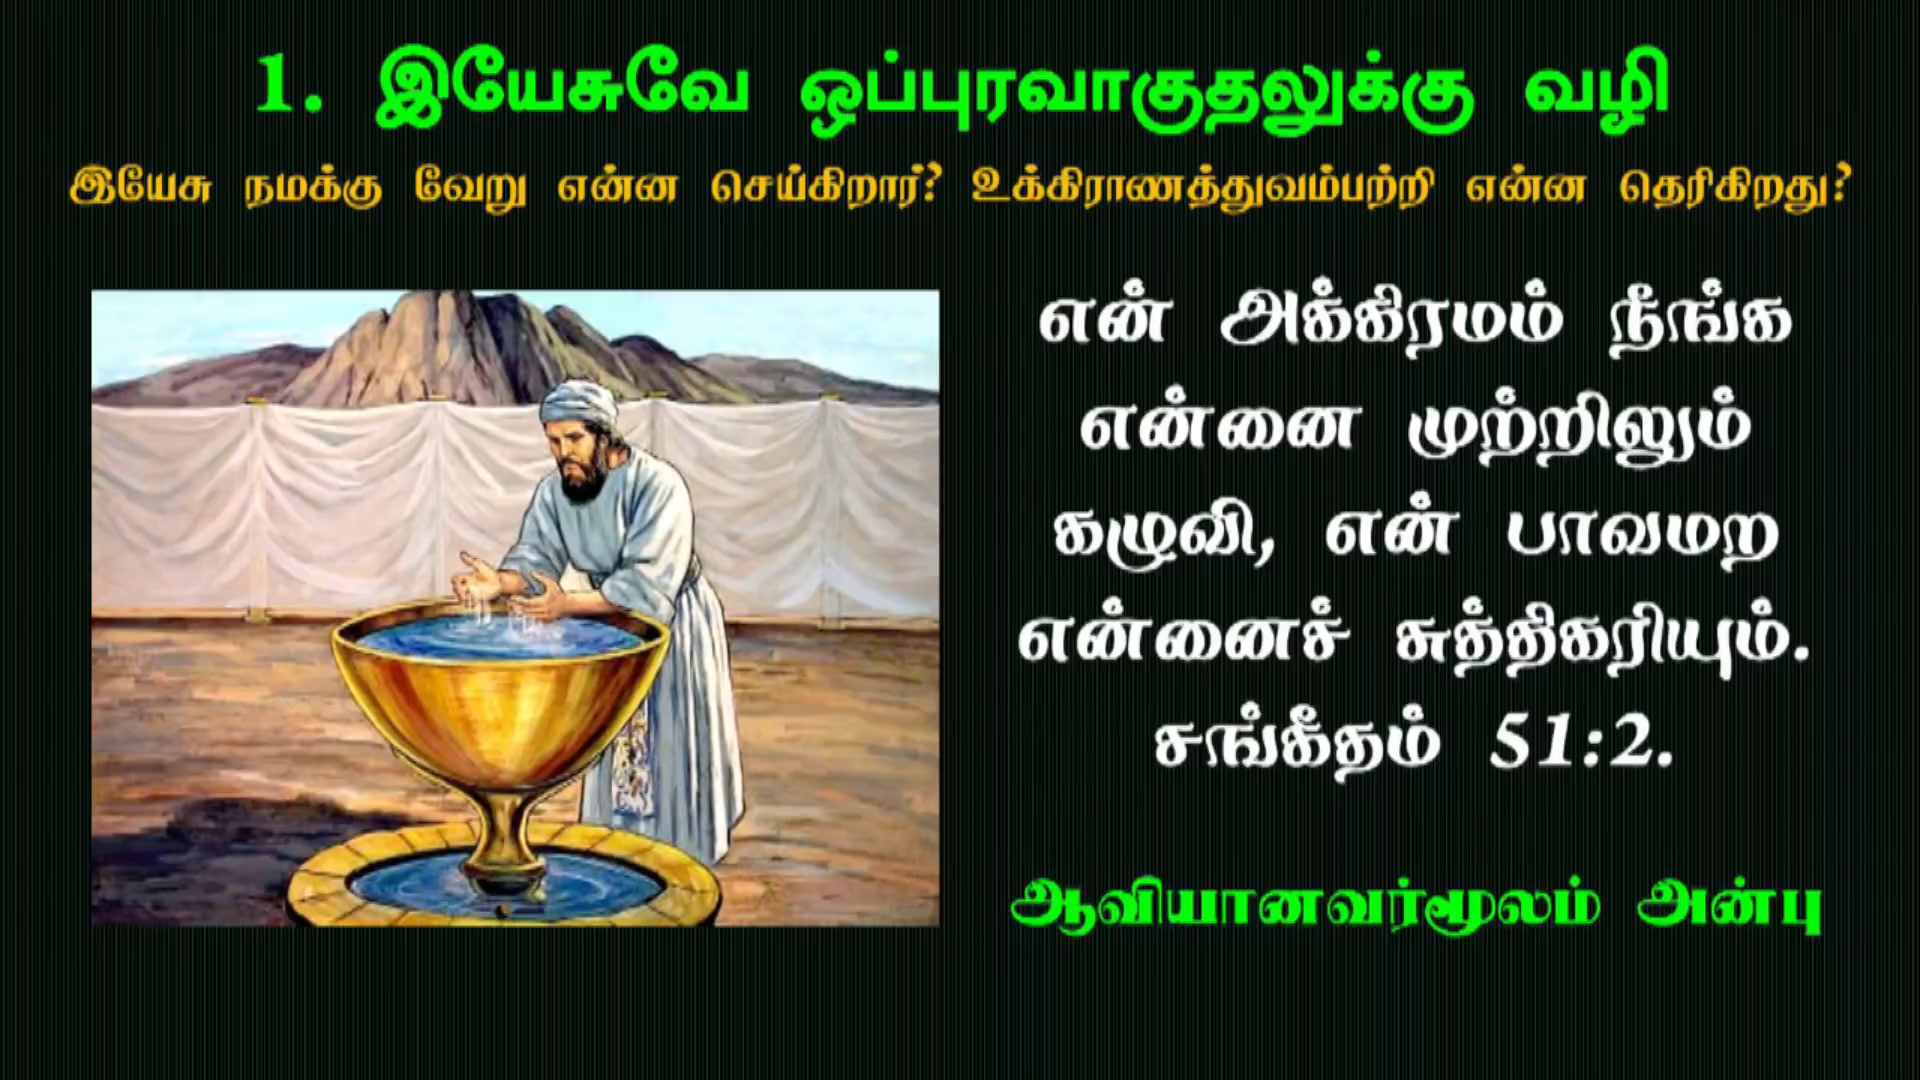 1. இயேசுவே ஒப்புரவாகுதலுக்கு வழி
இயேசு நமக்கு வேறு என்ன செய்கிறார்? உக்கிராணத்துவம்பற்றி என்ன தெரிகிறது?
என் அக்கிரமம் நீங்க
என்னை முற்றிலும்
கழுவி, என் பாவமற
என்னைச் சுத்திகரியும்.
சங்கீதம் 51:2.
ஆவியானவர்மூலம் அன்பு